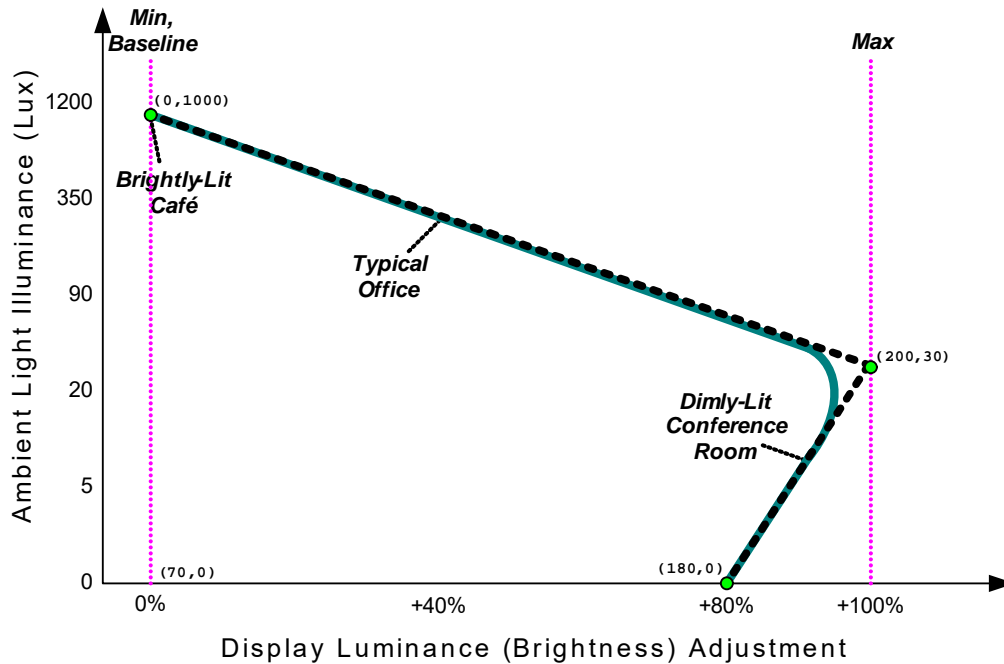 Min,
Baseline
Max
(0,1000)
1200
Brightly-Lit
Café
350
Typical
Office
90
(200,30)
20
Dimly-Lit
Conference
Room
5
(70,0)
(180,0)
0
0%
+40%
+80%
+100%
Ambient Light Illuminance (Lux)
Display Luminance (Brightness) Adjustment